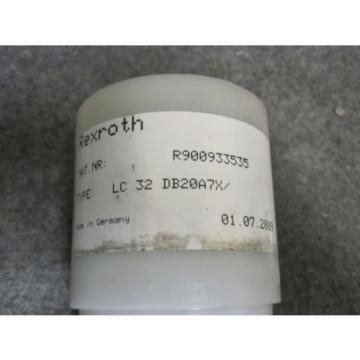 Rexroth
MAT.NR: R900933535
TYPE: LC 32 DB20A7X/
Made in Germany 01.07.2009